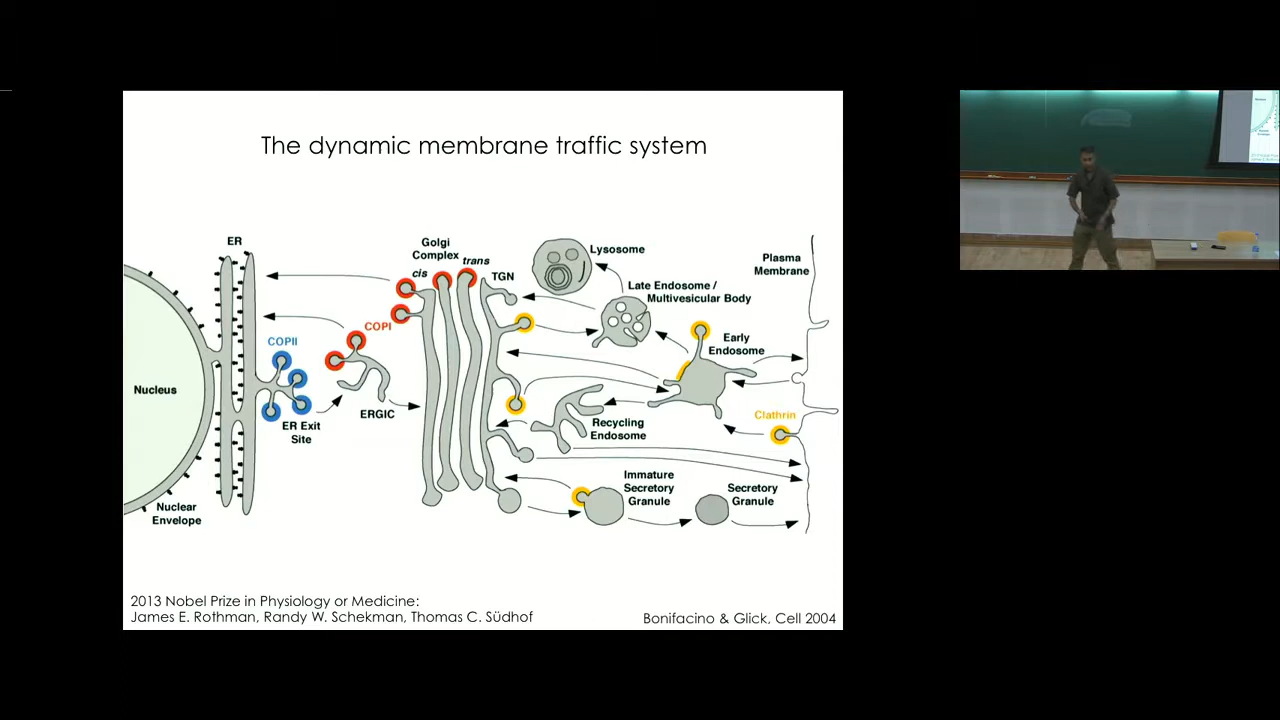 The dynamic membrane traffic system
ER
Golgi
Complex
cis
trans
TGN
Lysosome
Plasma
Membrane
Late Endosome /
Multivesicular Body
COPI
COPII
Early
Endosome
Nucleus
ERGIC
Clathrin
ER Exit
Site
Recycling
Endosome
Immature
Secretory
Granule
Secretory
Granule
Nuclear
Envelope
2013 Nobel Prize in Physiology or Medicine:
James E. Rothman, Randy W. Schekman, Thomas C. Südhof
Bonifacino & Glick, Cell 2004